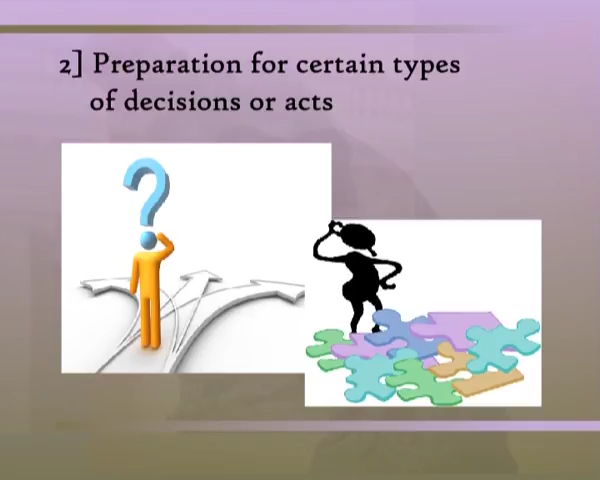 2] Preparation for certain types
of decisions or acts
?